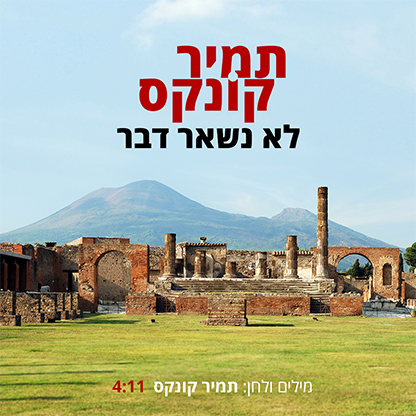 תמיר
קונקס
לא נשאר דבר
מילים ולחן: תמיר קונקס 4:11